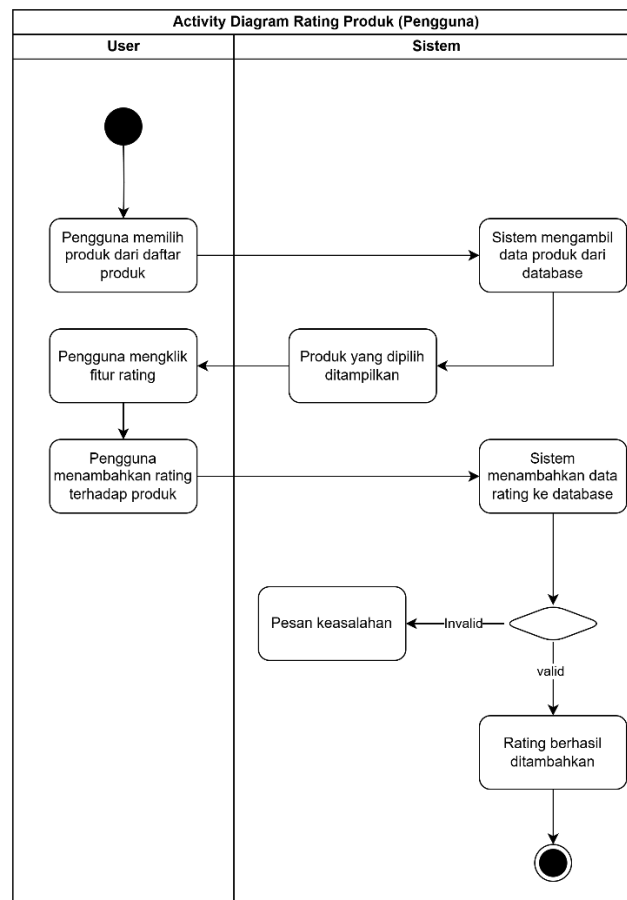 Activity Diagram Rating Produk (Pengguna)
User
Sistem
Pengguna memilih
produk dari daftar
produk
Sistem mengambil
data produk dari
database
Pengguna mengklik
fitur rating
Produk yang dipilih
ditampilkan
Pengguna
menambahkan rating
terhadap produk
Sistem
menambahkan data
rating ke database
Pesan keasalahan
Invalid
valid
Rating berhasil
ditambahkan